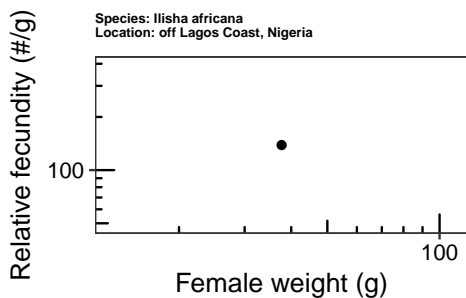 Species: Ilisha africana
Location: off Lagos Coast, Nigeria
Relative fecundity (#/g)
100
100
Female weight (g)